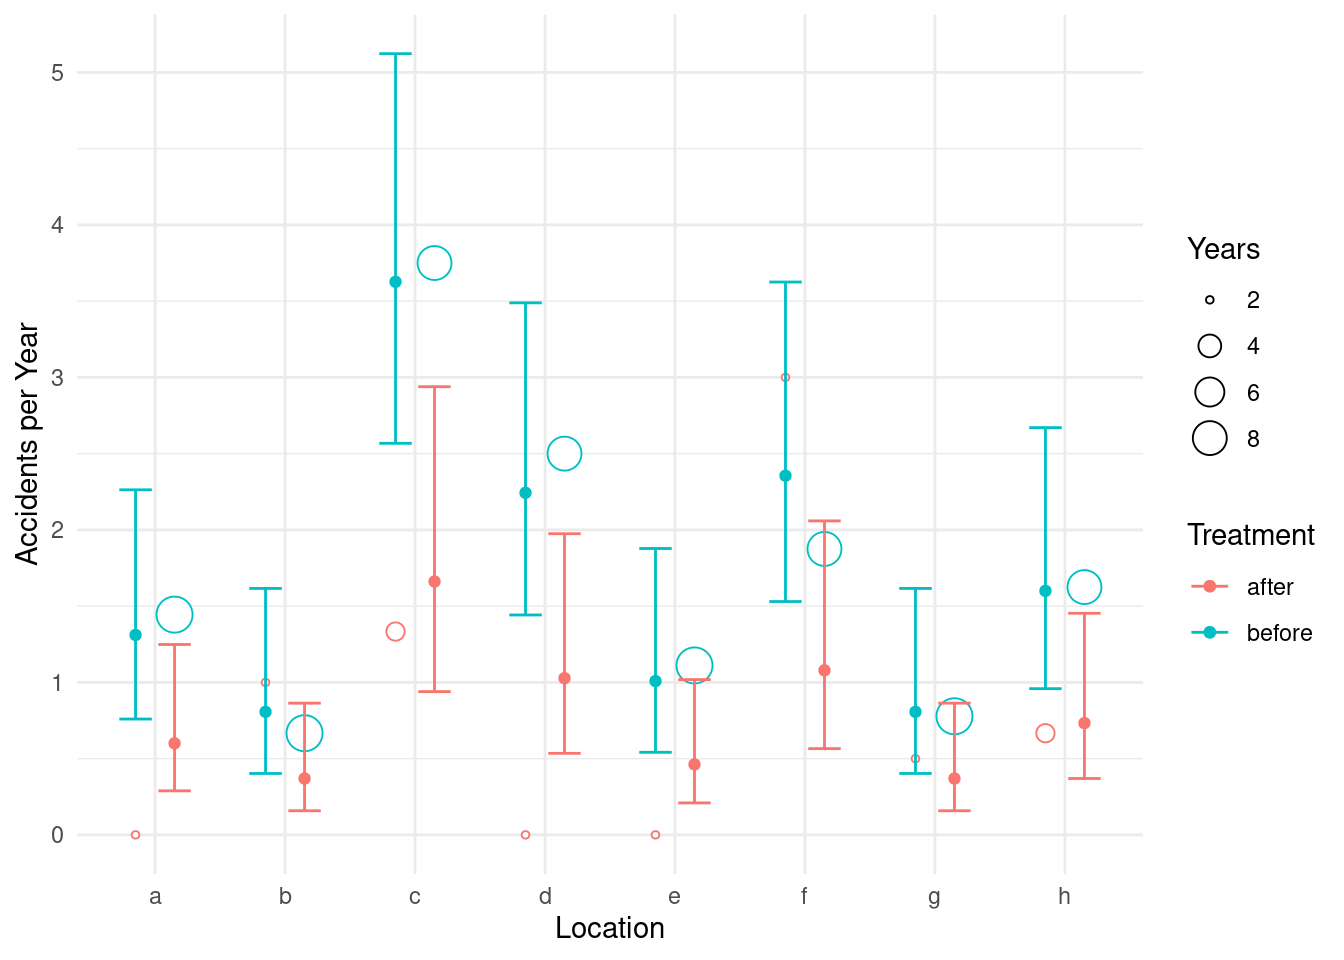 5
4
3
2
1
0
Accidents per Year
a b c d e f g h
Location
Years
2
4
6
8
Treatment
after
before